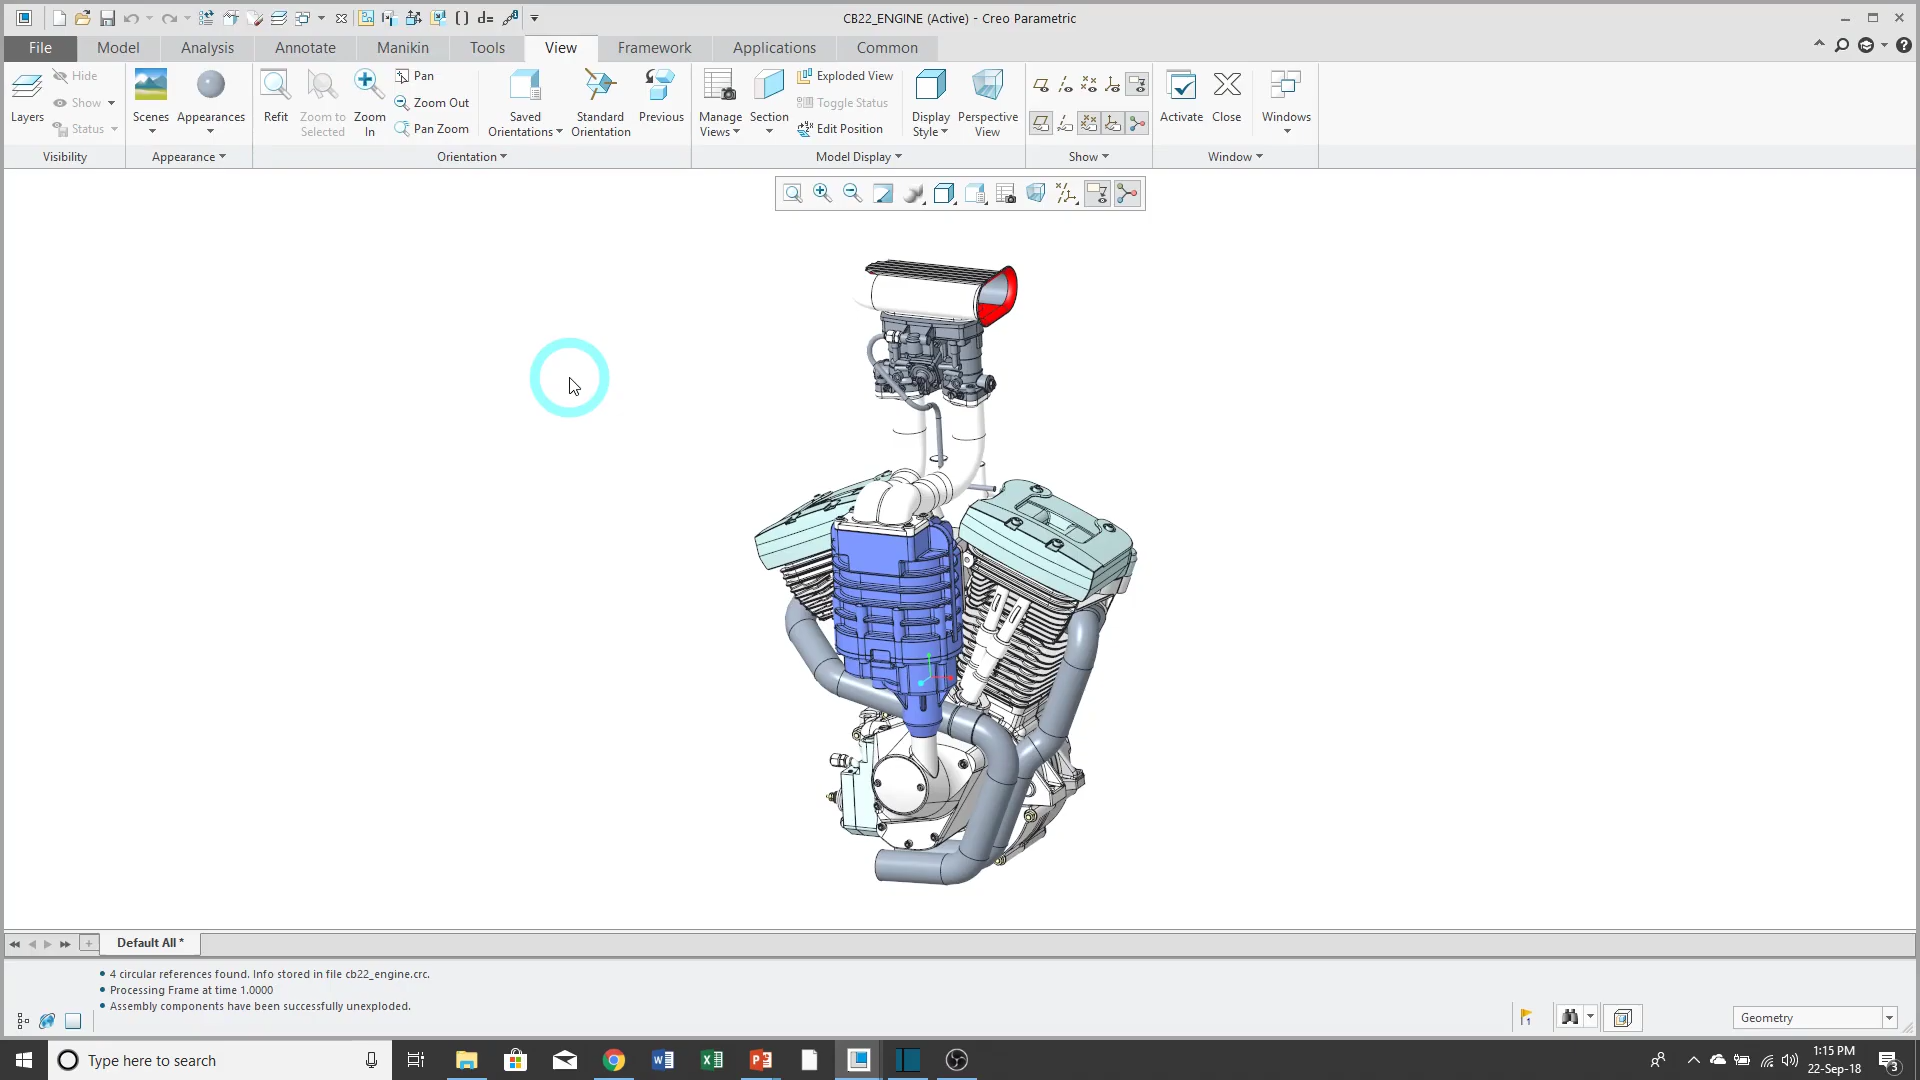 CB22_ENGINE (Active) - Creo Parametric
File Model Analysis Annotate Manikin Tools View Framework Applications Common
Layers
Hide
Show
Status
Visibility
Scenes
Appearances
Appearance
Refit
Zoom to Selected
Zoom In
Pan
Zoom Out
Pan Zoom
Saved Orientations
Standard Orientation
Previous
Orientation
Manage Views
Section
Exploded View
Toggle Status
Edit Position
Display Style
Perspective View
Model Display
Show
Activate
Close
Windows
Window
Default All *
4 circular references found. Info stored in file cb22_engine.crc.
Processing Frame at time 1.0000
Assembly components have been successfully unexploded.
Geometry
Type here to search
1:15 PM
22-Sep-18
3